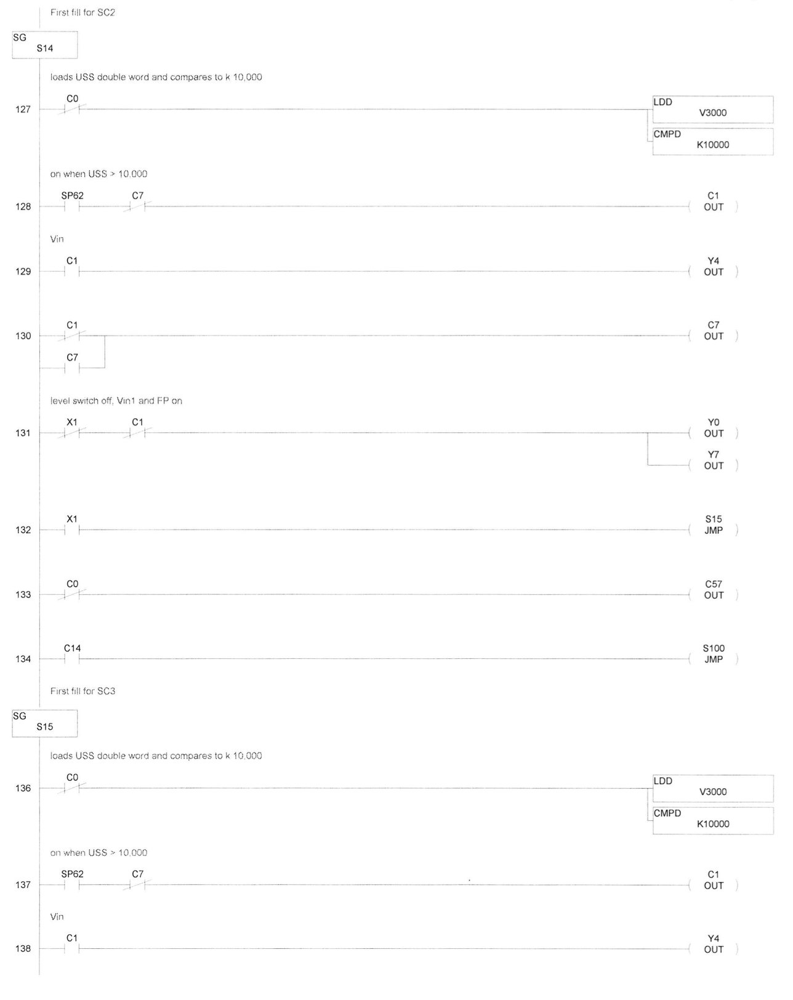 First fill for SC2
SG
S14
loads USS double word and compares to k 10,000
C0
LDD
V3000
127
CMPD
K10000
on when USS > 10,000
SP62 C7 C1
128 OUT
Vin
C1 Y4
129 OUT
C1 C7
130 OUT
C7
level switch off, Vin1 and FP on
X1 C1 Y0
131 OUT
Y7
OUT
X1 S15
132 JMP
C0 C57
133 OUT
C14 S100
134 JMP
First fill for SC3
SG
S15
loads USS double word and compares to k 10,000
C0
LDD
V3000
136
CMPD
K10000
on when USS > 10,000
SP62 C7 C1
137 OUT
Vin
C1 Y4
138 OUT